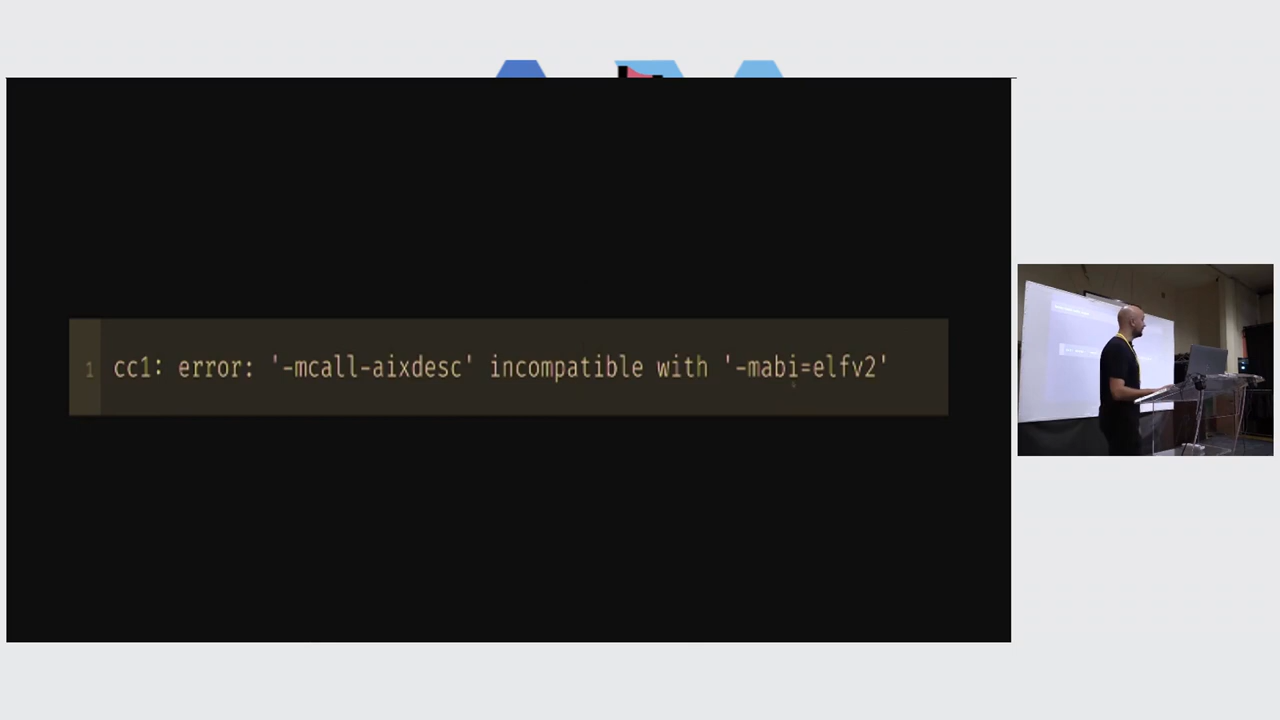 1 cc1: error: '-mcall-aixdesc' incompatible with '-mabi=elfv2'